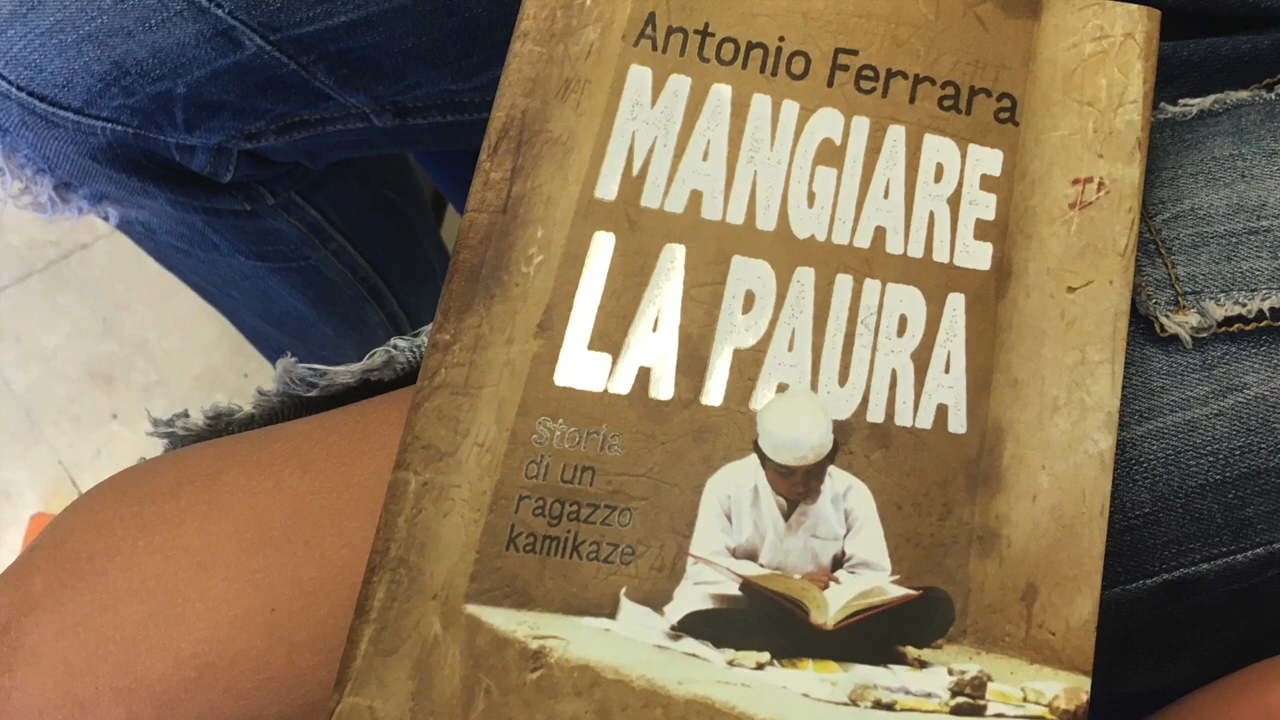 Antonio Ferrara
MANGIARE
LA PAURA
Storia
di un
ragazzo
kamikaze